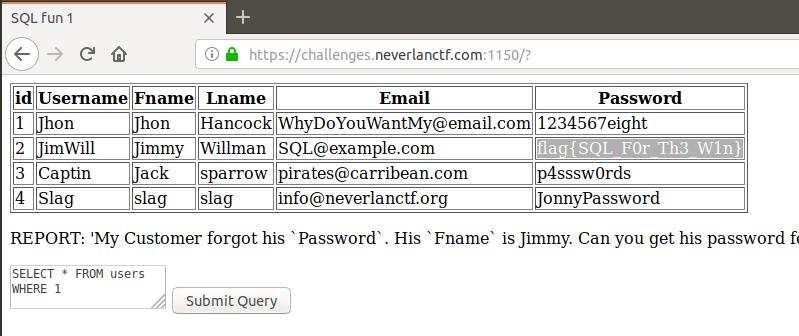 SQL fun 1
https://challenges.neverlanctf.com:1150/?
id Username Fname Lname Email Password
1 Jhon Jhon Hancock WhyDoYouWantMy@email.com 1234567eight
2 JimWill Jimmy Willman SQL@example.com flag{SQL_F0r_Th3_W1n}
3 Captin Jack sparrow pirates@carribean.com p4sssw0rds
4 Slag slag slag info@neverlanctf.org JonnyPassword
REPORT: 'My Customer forgot his `Password`. His `Fname` is Jimmy. Can you get his password
SELECT * FROM users
WHERE 1
Submit Query